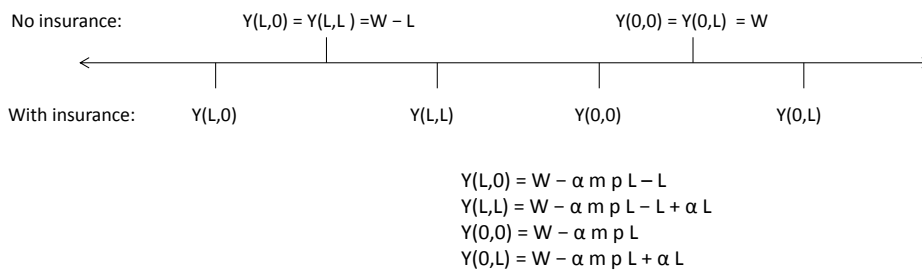 No insurance: Y(L,0) = Y(L,L ) =W − L Y(0,0) = Y(0,L) = W
With insurance: Y(L,0) Y(L,L) Y(0,0) Y(0,L)
Y(L,0) = W − α m p L – L
Y(L,L) = W − α m p L − L + α L
Y(0,0) = W − α m p L
Y(0,L) = W − α m p L + α L